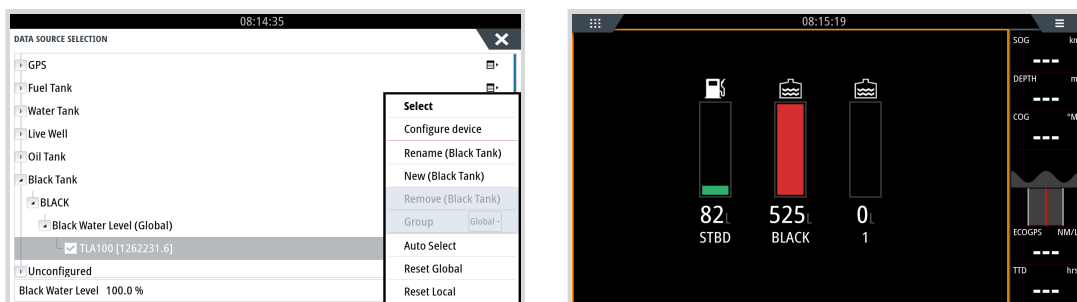 08:14:35
DATA SOURCE SELECTION
GPS
Fuel Tank
Water Tank
Live Well
Oil Tank
Black Tank
BLACK
Black Water Level (Global)
TLA100 [1262231.6]
Unconfigured
Black Water Level 100.0 %
Select
Configure device
Rename (Black Tank)
New (Black Tank)
Remove (Black Tank)
Group Global
Auto Select
Reset Global
Reset Local
08:15:19
82L 525L 0L
STBD BLACK 1
SOG kn
---
DEPTH m
---
COG °M
---
ECOGPS NM/L
---
TTD hrs
---